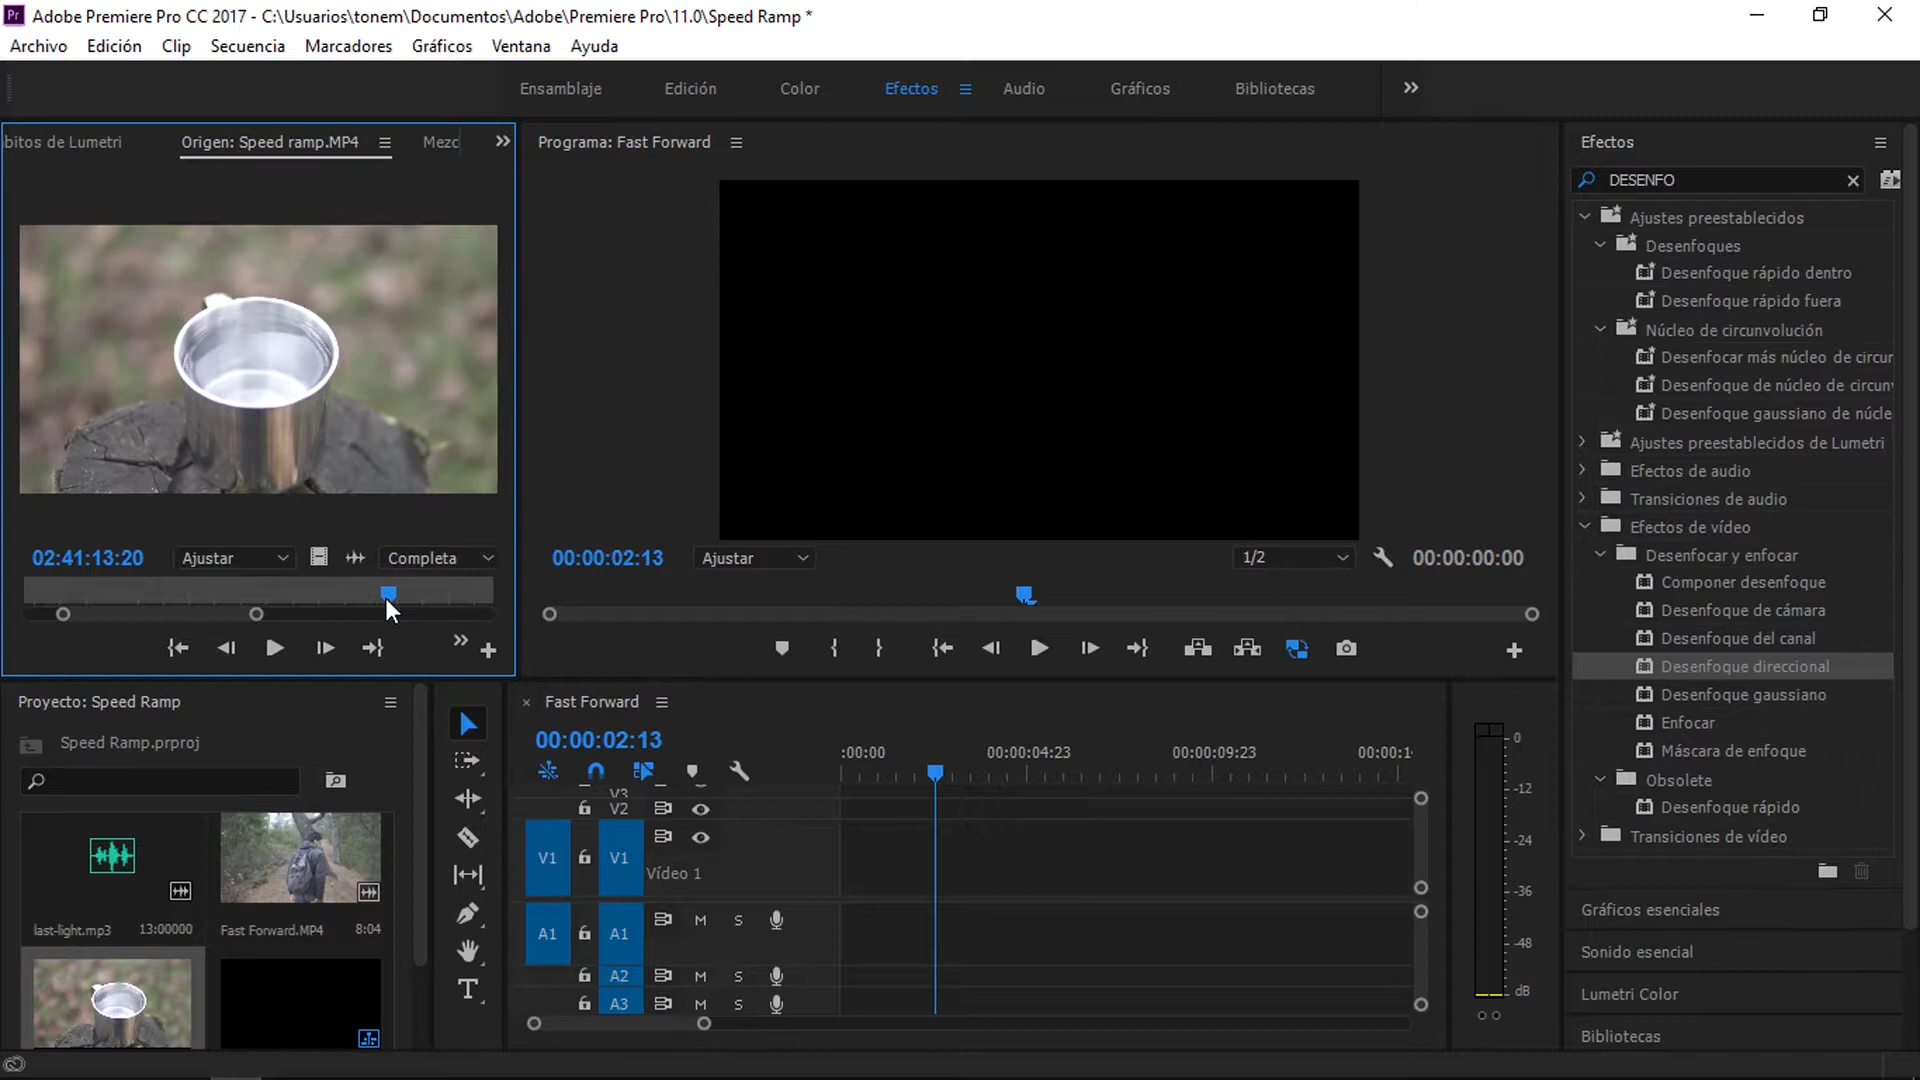 Adobe Premiere Pro CC 2017 - C:\Usuarios\tonem\Documentos\Adobe\Premiere Pro\11.0\Speed Ramp *
Archivo Edición Clip Secuencia Marcadores Gráficos Ventana Ayuda
Ensamblaje Edición Color Efectos Audio Gráficos Bibliotecas
bitos de Lumetri Origen: Speed ramp.MP4 Mezc
Programa: Fast Forward
02:41:13:20 Ajustar Completa
00:00:02:13 Ajustar 1/2 00:00:00:00
Efectos
DESENFO
Ajustes preestablecidos
Desenfoques
Desenfoque rápido dentro
Desenfoque rápido fuera
Núcleo de circunvolución
Desenfocar más núcleo de circur
Desenfoque de núcleo de circun
Desenfoque gaussiano de núcle
Ajustes preestablecidos de Lumetri
Efectos de audio
Transiciones de audio
Efectos de vídeo
Desenfocar y enfocar
Componer desenfoque
Desenfoque de cámara
Desenfoque del canal
Desenfoque direccional
Desenfoque gaussiano
Enfocar
Máscara de enfoque
Obsolete
Desenfoque rápido
Transiciones de vídeo
Gráficos esenciales
Sonido esencial
Lumetri Color
Bibliotecas
Proyecto: Speed Ramp
Speed Ramp.prproj
last-light.mp3 13:00000
Fast Forward.MP4 8:04
Fast Forward
00:00:02:13
:00:00 00:00:04:23 00:00:09:23 00:00:1
V3
V2
V1 V1
Vídeo 1
A1 A1 M S
A2 M S
A3 M S
0
-12
-24
-36
-48
dB